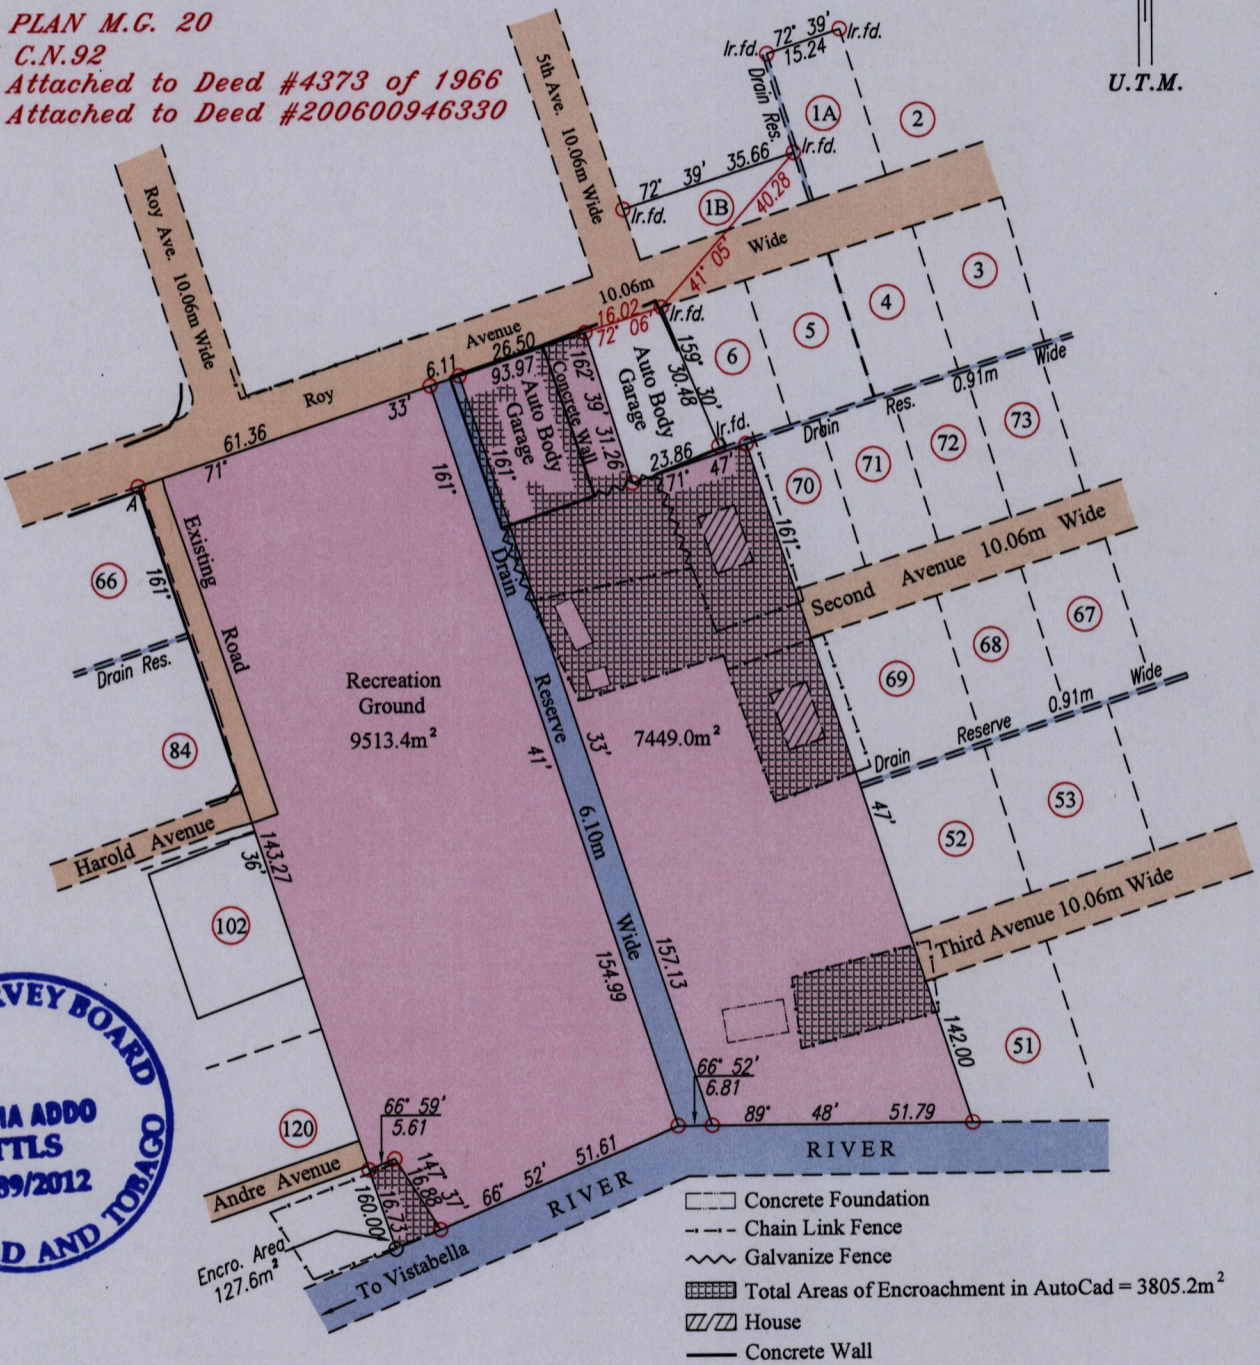 PLAN M.G. 20
C.N.92
Attached to Deed #4373 of 1966
Attached to Deed #200600946330
U.T.M.
Roy Ave. 10.06m Wide
5th Ave. 10.06m Wide
Ir.fd.
72° 39'
15.24
Ir.fd.
Drain Res.
1A
2
Ir.fd.
72° 39' 35.66
Ir.fd.
1B
40.28
41° 05'
Roy Avenue 10.06m Wide
16.02
72° 06'
Ir.fd.
6.11
26.50
93.97
61.36
71° 33'
A
Auto Body
Garage
161°
Concrete Wall
162° 39' 31.26
Auto Body
Garage
159° 30'
30.48
Ir.fd.
23.86
71° 47'
6
5
4
3
Drain Res. 0.91m Wide
70
71
72
73
161°
Second Avenue 10.06m Wide
66
161°
Existing Road
Drain Res.
84
Harold Avenue
143.27
36'
102
Recreation
Ground
9513.4m²
161°
41'
154.99
Drain Reserve 6.10m Wide
33'
157.13
7449.0m²
69
68
67
Drain Reserve 0.91m Wide
47'
52
53
Third Avenue 10.06m Wide
142.00
51
66° 52'
6.81
89° 48' 51.79
RIVER
120
66° 59'
5.61
Andre Avenue
147° 37'
16.88
16.73
160.00'
66° 52' 51.61
RIVER
Encro. Area
127.6m²
To Vistabella
VEY BOARD
IA ADDO
TTLS
89/2012
D AND TOBAGO
Concrete Foundation
Chain Link Fence
Galvanize Fence
Total Areas of Encroachment in AutoCad = 3805.2m²
House
Concrete Wall